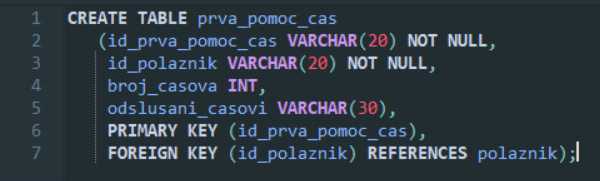 1 CREATE TABLE prva_pomoc_cas
2 (id_prva_pomoc_cas VARCHAR(20) NOT NULL,
3 id_polaznik VARCHAR(20) NOT NULL,
4 broj_casova INT,
5 odslusani_casovi VARCHAR(30),
6 PRIMARY KEY (id_prva_pomoc_cas),
7 FOREIGN KEY (id_polaznik) REFERENCES polaznik);